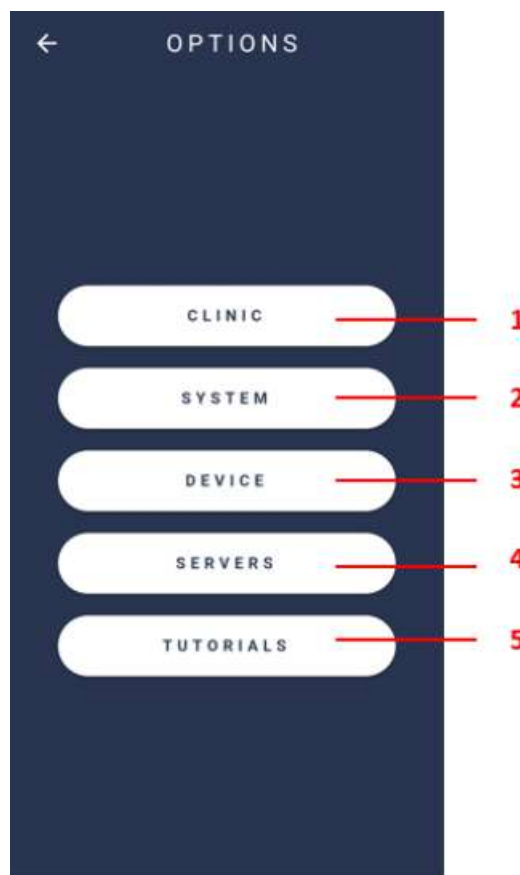 OPTIONS
CLINIC 1
SYSTEM 2
DEVICE 3
SERVERS 4
TUTORIALS 5